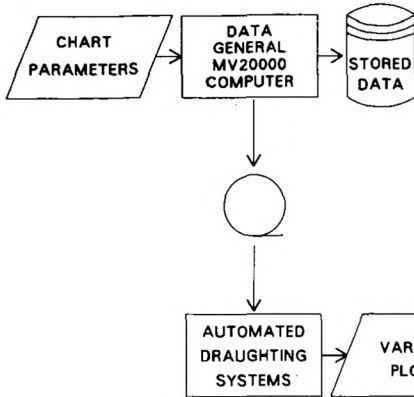 CHART
PARAMETERS
DATA
GENERAL
MV20000
COMPUTER
STORED
DATA
AUTOMATED
DRAUGHTING
SYSTEMS